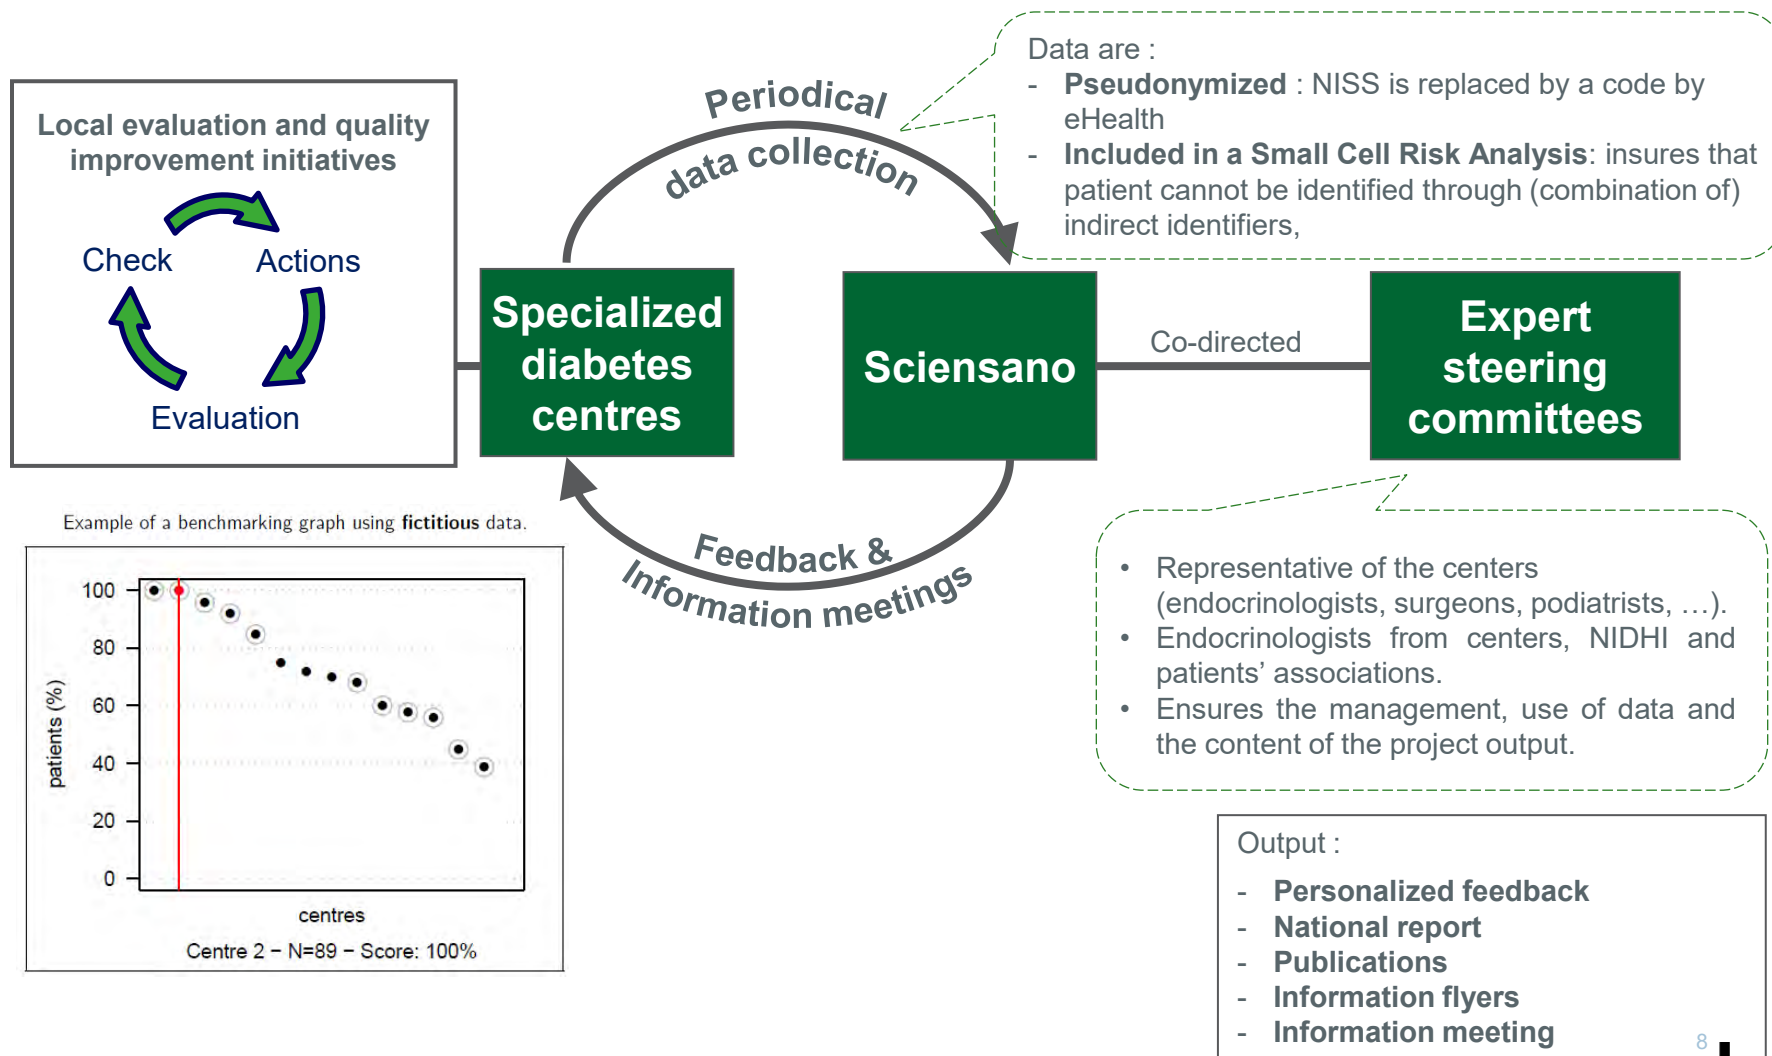 Local evaluation and quality
improvement initiatives
Check
Actions
Evaluation
Periodical
data collection
Data are :
- Pseudonymized : NISS is replaced by a code by
eHealth
- Included in a Small Cell Risk Analysis: insures that
patient cannot be identified through (combination of)
indirect identifiers,
Specialized
diabetes
centres
Sciensano
Co-directed
Expert
steering
committees
Feedback &
Information meetings
Example of a benchmarking graph using fictitious data.
100
80
60
40
20
0
patients (%)
centres
Centre 2 − N=89 − Score: 100%
• Representative of the centers
(endocrinologists, surgeons, podiatrists, …).
• Endocrinologists from centers, NIDHI and
patients’ associations.
• Ensures the management, use of data and
the content of the project output.
Output :
- Personalized feedback
- National report
- Publications
- Information flyers
- Information meeting
8